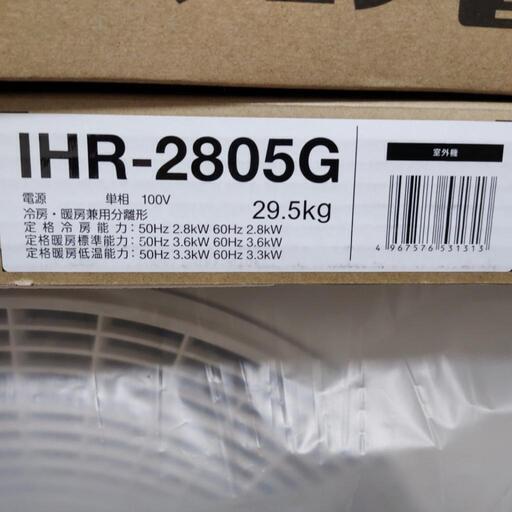 IHR-2805G
電源 単相 100V
冷房・暖房兼用分離形 29.5kg
定格冷房能力:50Hz 2.8kW 60Hz 2.8kW
定格暖房標準能力:50Hz 3.6kW 60Hz 3.6kW
定格暖房低温能力:50Hz 3.3kW 60Hz 3.3kW
室外機
4 967576 531313